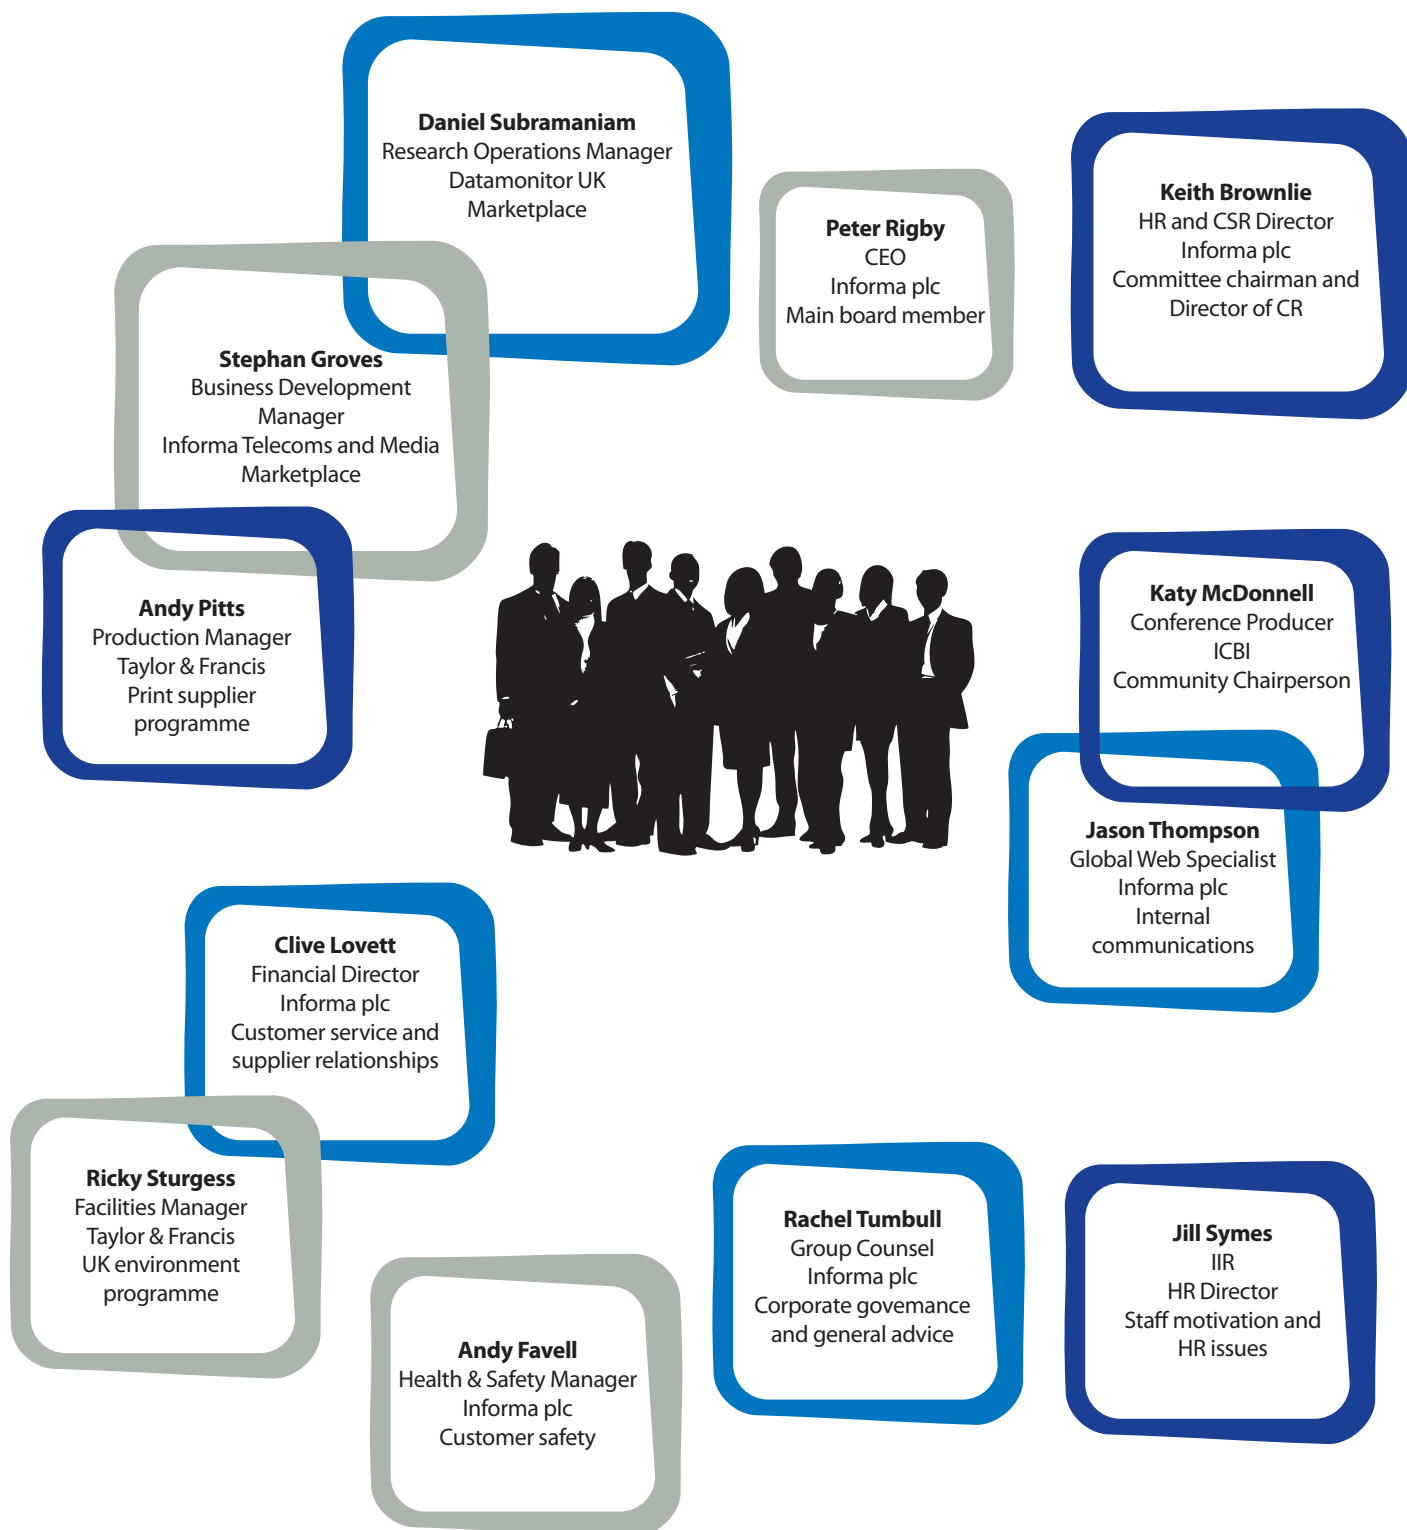 Daniel Subramaniam
Research Operations Manager
Datamonitor UK
Marketplace
Peter Rigby
CEO
Informa plc
Main board member
Keith Brownlie
HR and CSR Director
Informa plc
Committee chairman and
Director of CR
Stephan Groves
Business Development
Manager
Informa Telecoms and Media
Marketplace
Andy Pitts
Production Manager
Taylor & Francis
Print supplier
programme
Katy McDonnell
Conference Producer
ICBI
Community Chairperson
Jason Thompson
Global Web Specialist
Informa plc
Internal
communications
Clive Lovett
Financial Director
Informa plc
Customer service and
supplier relationships
Ricky Sturgess
Facilities Manager
Taylor & Francis
UK environment
programme
Andy Favell
Health & Safety Manager
Informa plc
Customer safety
Rachel Tumbull
Group Counsel
Informa plc
Corporate govemance
and general advice
Jill Symes
IIR
HR Director
Staff motivation and
HR issues